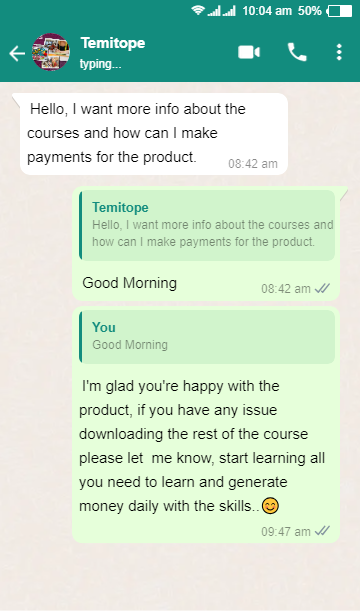 10:04 am 50%
Temitope
typing...
Hello, I want more info about the
courses and how can I make
payments for the product.
08:42 am
Temitope
Hello, I want more info about the courses and
how can I make payments for the product.
Good Morning
08:42 am
You
Good Morning
I'm glad you're happy with the
product, if you have any issue
downloading the rest of the course
please let  me know, start learning all
you need to learn and generate
money daily with the skills..😊
09:47 am